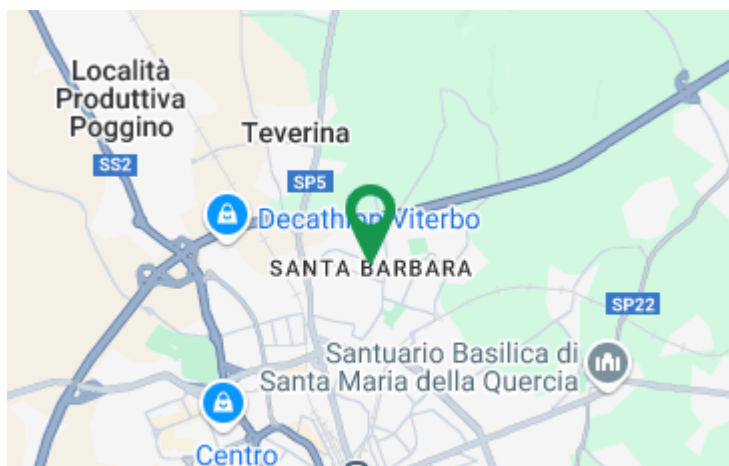 Località
Produttiva
Poggino
Teverina
SS2
SP5
Decathlon Viterbo
SANTA BARBARA
SP22
Santuario Basilica di
Santa Maria della Quercia
Centro